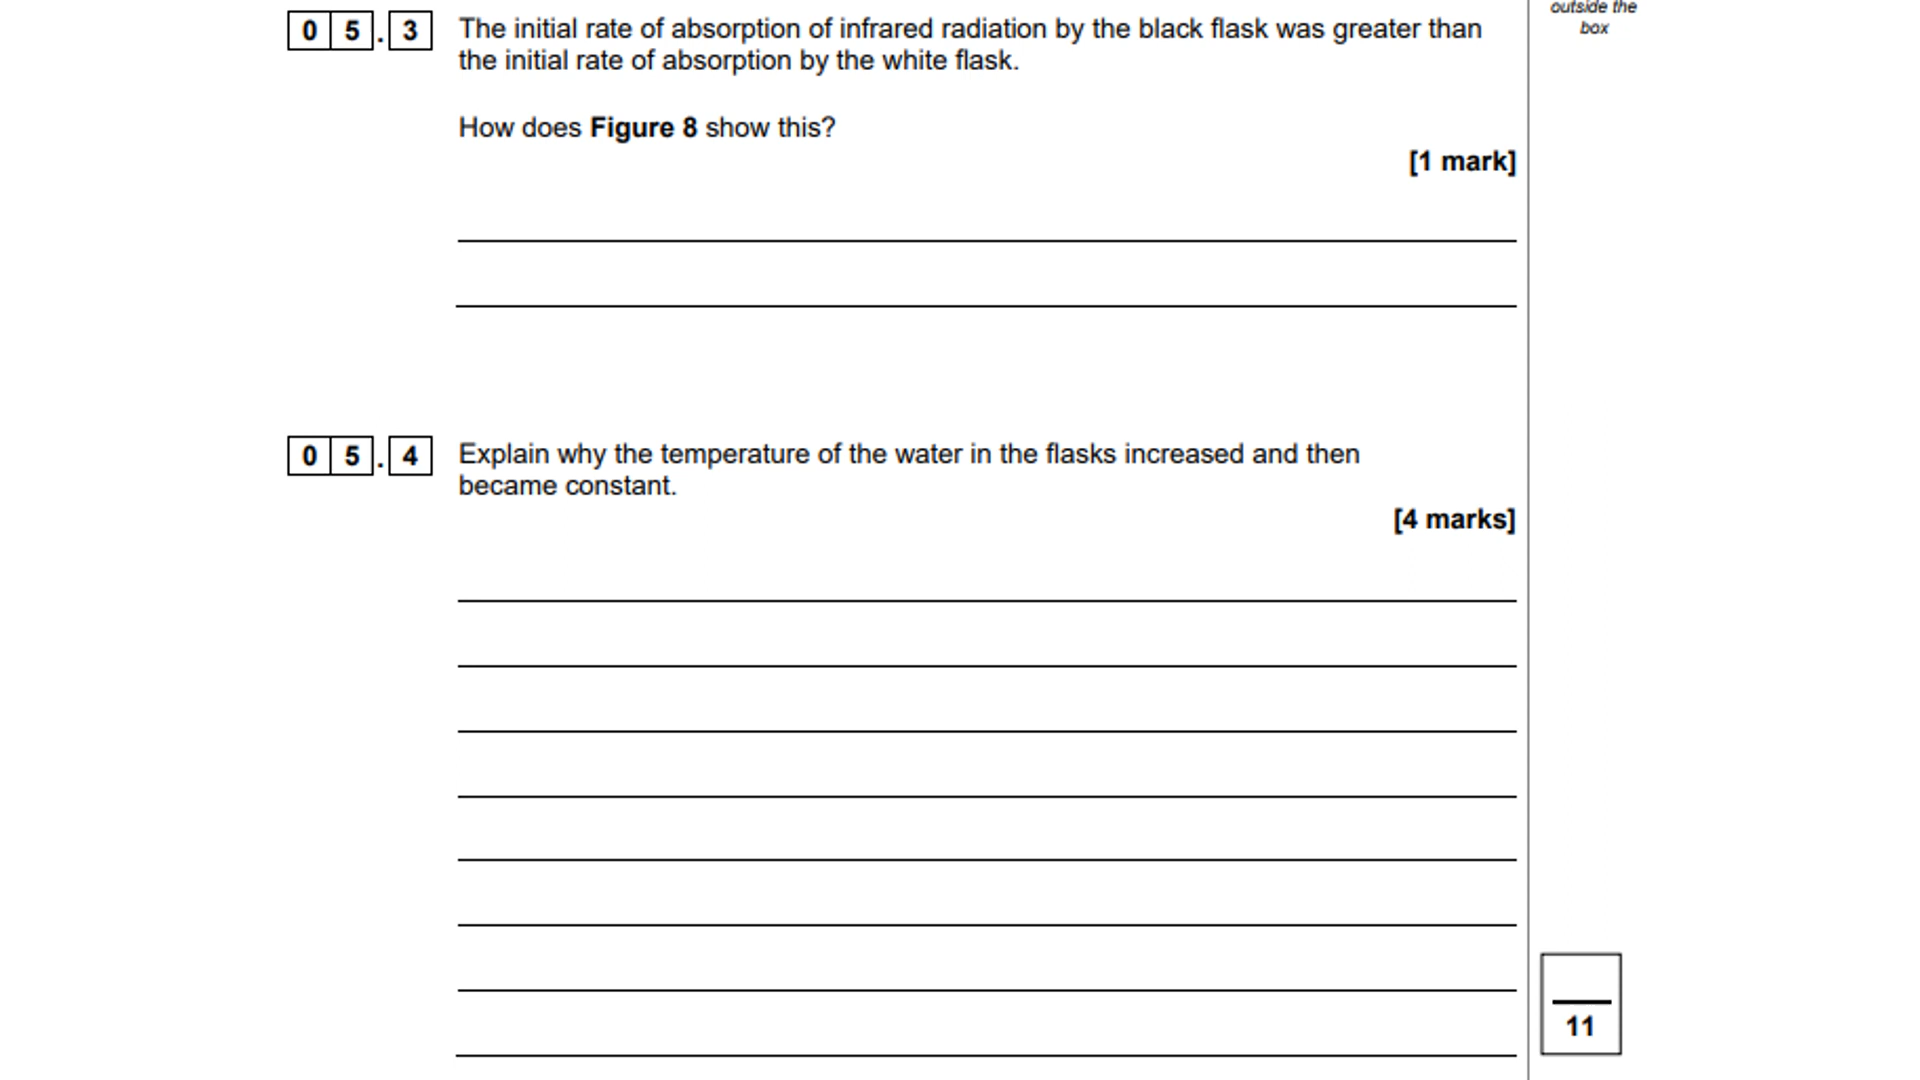 outside the
box
0 5 . 3 The initial rate of absorption of infrared radiation by the black flask was greater than
the initial rate of absorption by the white flask.
How does Figure 8 show this?
[1 mark]
0 5 . 4 Explain why the temperature of the water in the flasks increased and then
became constant.
[4 marks]
11